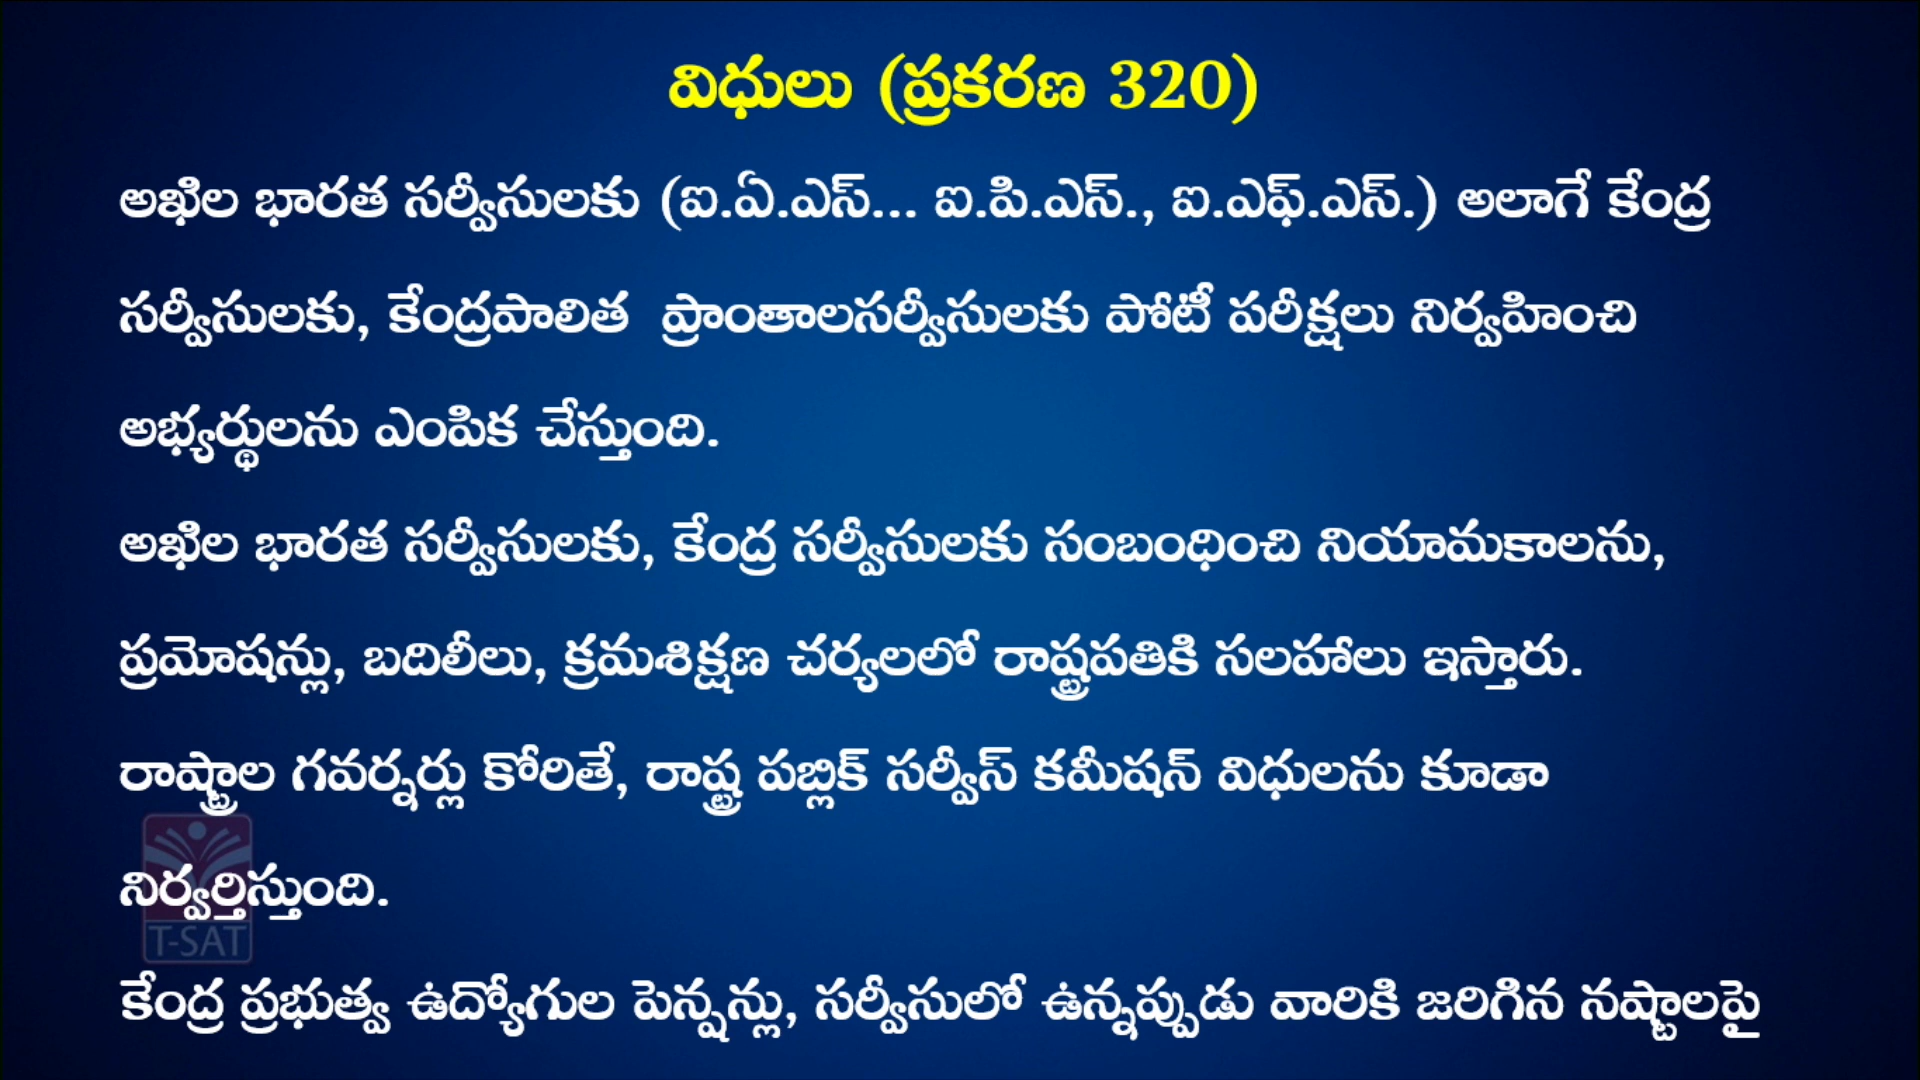 విధులు (ప్రకరణ 320)
అఖిల భారత సర్వీసులకు (ఐ.ఏ.ఎస్... ఐ.పి.ఎస్., ఐ.ఎఫ్.ఎస్.) అలాగే కేంద్ర
సర్వీసులకు, కేంద్రపాలిత  ప్రాంతాలసర్వీసులకు పోటీ పరీక్షలు నిర్వహించి
అభ్యర్థులను ఎంపిక చేస్తుంది.
అఖిల భారత సర్వీసులకు, కేంద్ర సర్వీసులకు సంబంధించి నియామకాలను,
ప్రమోషన్లు, బదిలీలు, క్రమశిక్షణ చర్యలలో రాష్ట్రపతికి సలహాలు ఇస్తారు.
రాష్ట్రాల గవర్నర్లు కోరితే, రాష్ట్ర పబ్లిక్ సర్వీస్ కమీషన్ విధులను కూడా
నిర్వర్తిస్తుంది.
T-SAT
కేంద్ర ప్రభుత్వ ఉద్యోగుల పెన్షన్లు, సర్వీసులో ఉన్నప్పుడు వారికి జరిగిన నష్టాలపై